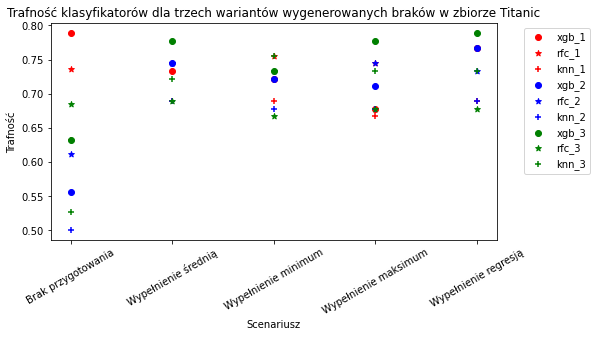 Trafność klasyfikatorów dla trzech wariantów wygenerowanych braków w zbiorze Titanic
0.80
0.75
0.70
0.65
0.60
0.55
0.50
Trafność
Brak przygotowania
Wypełnienie średnią
Wypełnienie minimum
Wypełnienie maksimum
Wypełnienie regresją
Scenariusz
xgb_1
rfc_1
knn_1
xgb_2
rfc_2
knn_2
xgb_3
rfc_3
knn_3